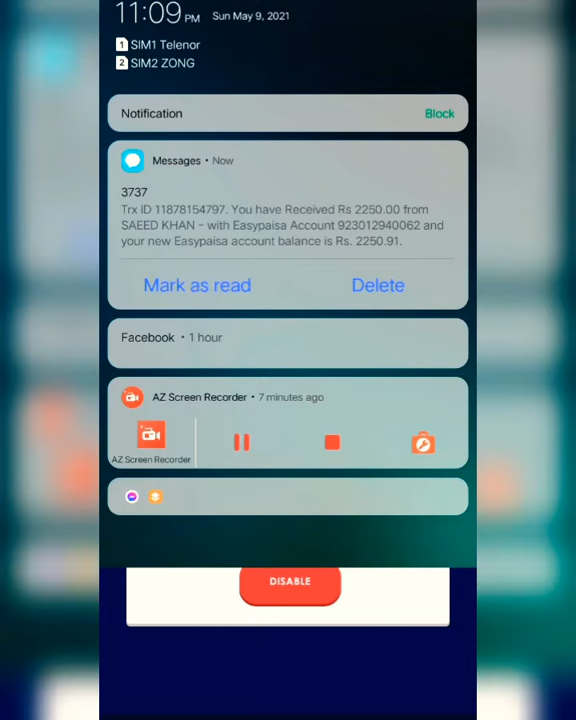 11:09 PM Sun May 9, 2021
1 SIM1 Telenor
2 SIM2 ZONG
Notification Block
Messages • Now
3737
Trx ID 11878154797. You have Received Rs 2250.00 from
SAEED KHAN - with Easypaisa Account 923012940062 and
your new Easypaisa account balance is Rs. 2250.91.
Mark as read Delete
Facebook • 1 hour
AZ Screen Recorder • 7 minutes ago
AZ Screen Recorder
DISABLE